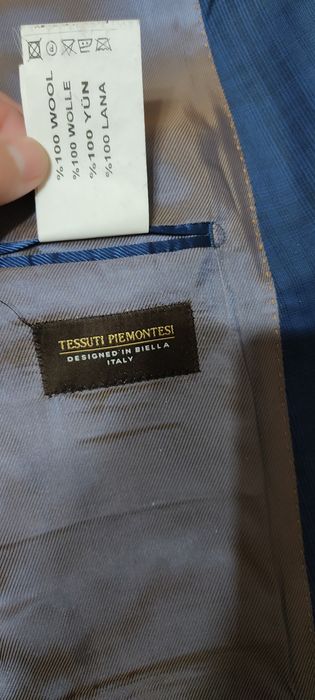 %100 WOOL
%100 WOLLE
%100 YÜN
%100 LANA
TESSUTI PIEMONTESI
DESIGNED IN BIELLA
ITALY